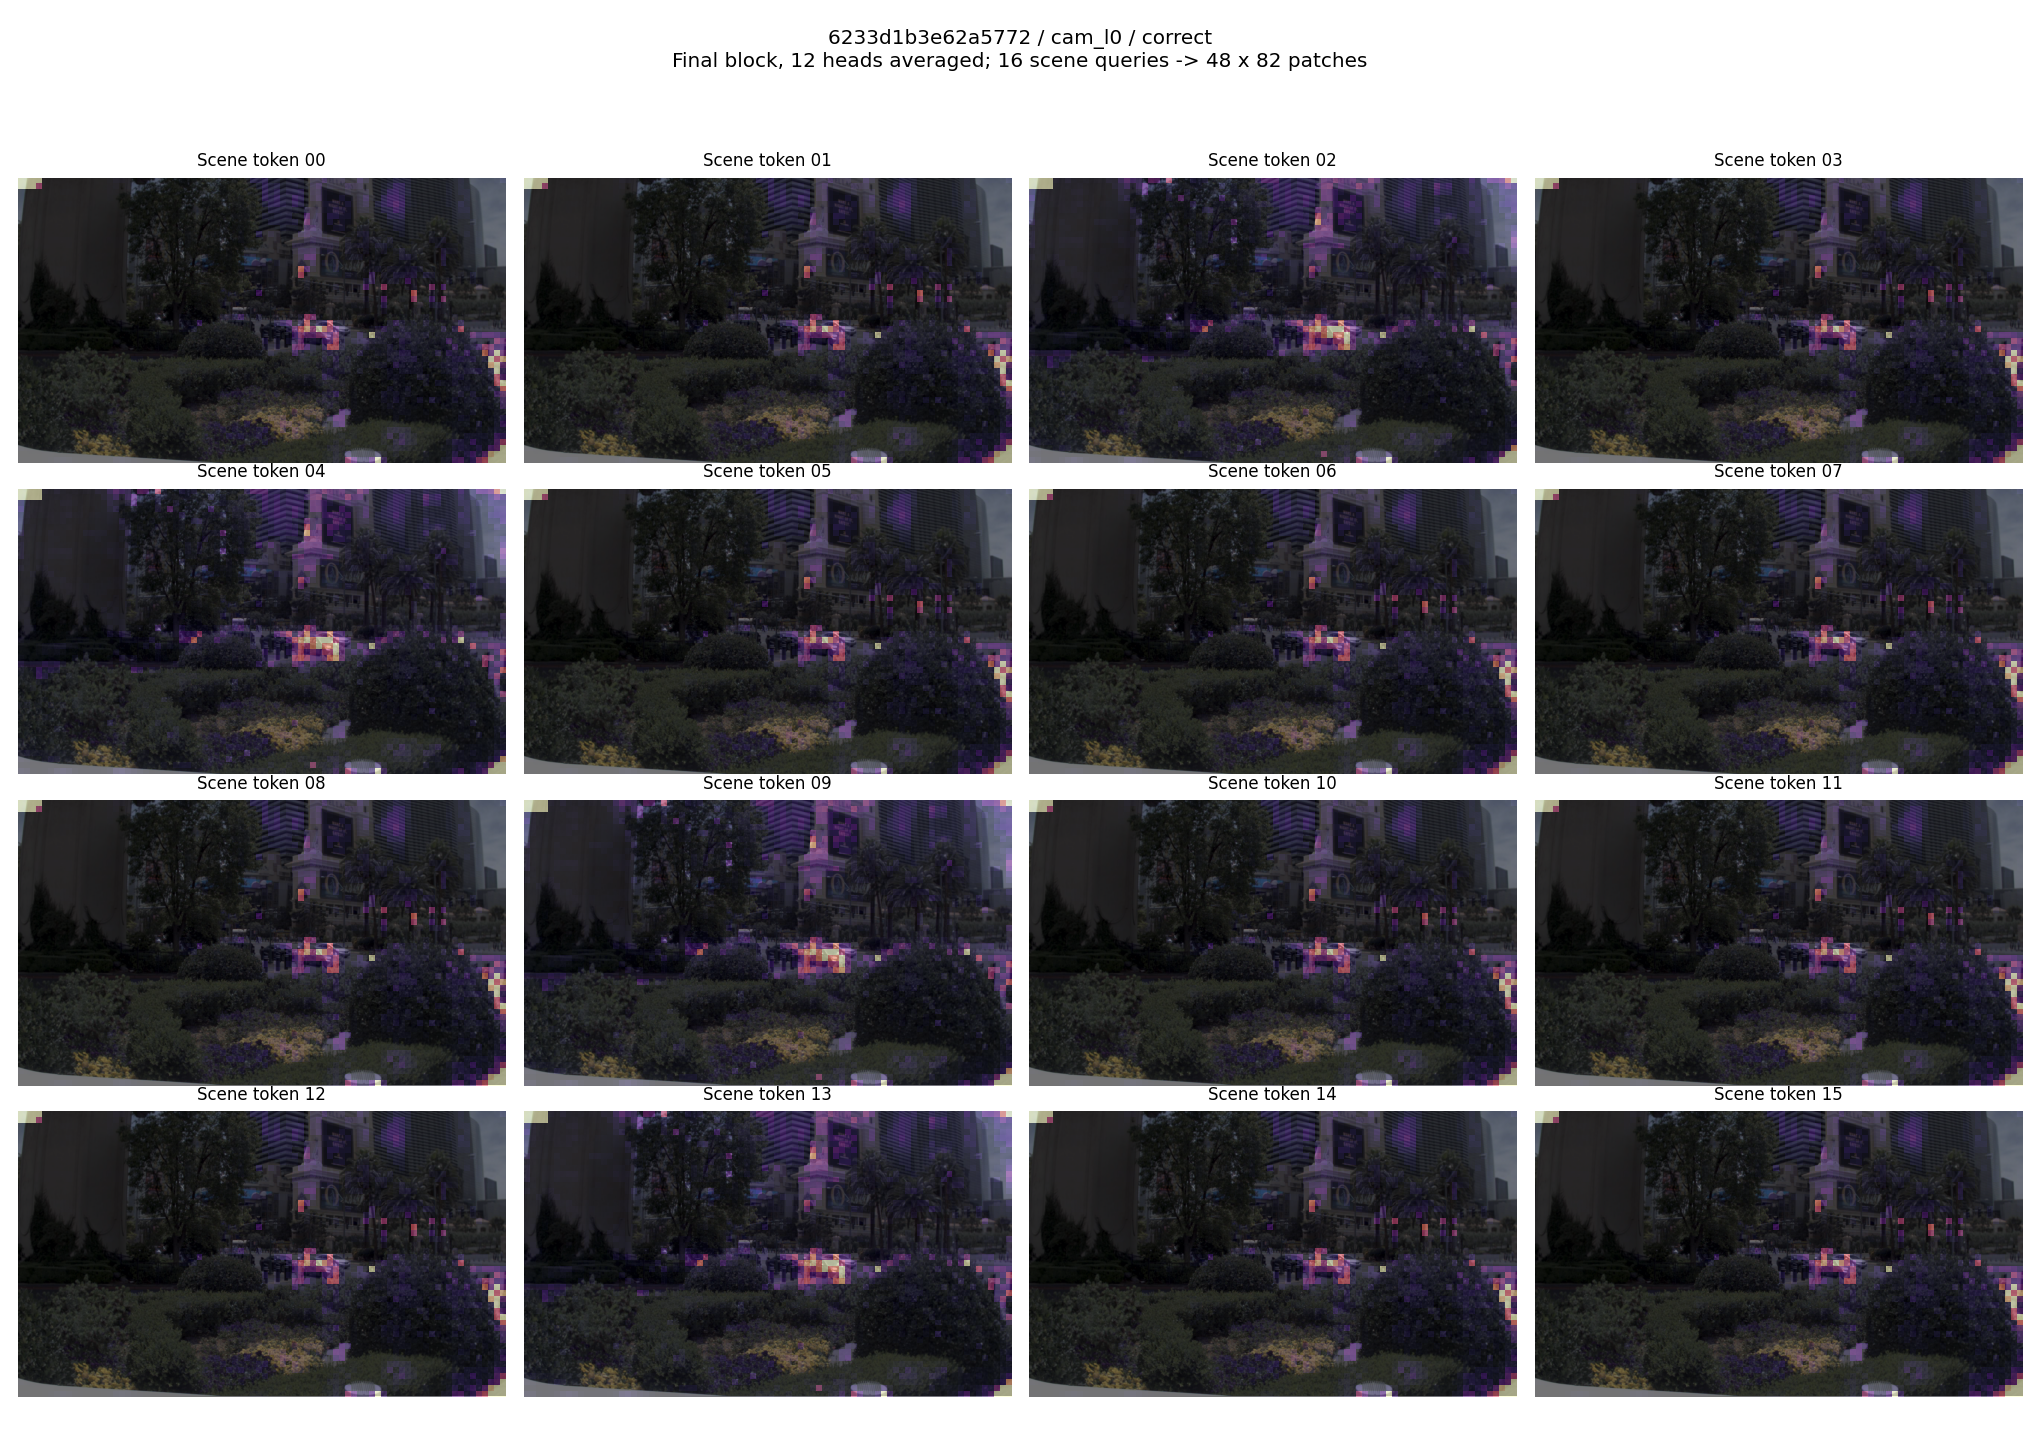 6233d1b3e62a5772 / cam_l0 / correct
Final block, 12 heads averaged; 16 scene queries -> 48 x 82 patches
Scene token 00
Scene token 01
Scene token 02
Scene token 03
Scene token 04
Scene token 05
Scene token 06
Scene token 07
Scene token 08
Scene token 09
Scene token 10
Scene token 11
Scene token 12
Scene token 13
Scene token 14
Scene token 15